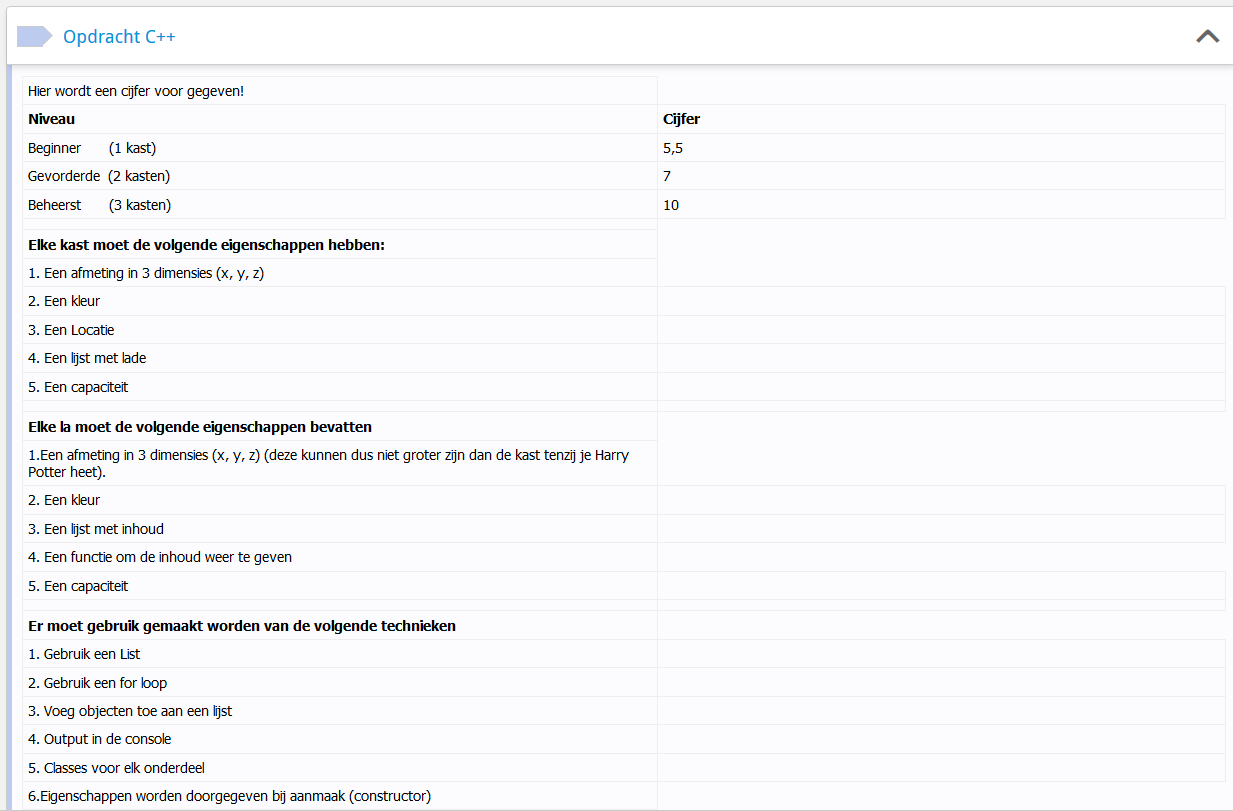 Opdracht C++
Hier wordt een cijfer voor gegeven!
Niveau Cijfer
Beginner (1 kast) 5,5
Gevorderde (2 kasten) 7
Beheerst (3 kasten) 10
Elke kast moet de volgende eigenschappen hebben:
1. Een afmeting in 3 dimensies (x, y, z)
2. Een kleur
3. Een Locatie
4. Een lijst met lade
5. Een capaciteit
Elke la moet de volgende eigenschappen bevatten
1.Een afmeting in 3 dimensies (x, y, z) (deze kunnen dus niet groter zijn dan de kast tenzij je Harry
Potter heet).
2. Een kleur
3. Een lijst met inhoud
4. Een functie om de inhoud weer te geven
5. Een capaciteit
Er moet gebruik gemaakt worden van de volgende technieken
1. Gebruik een List
2. Gebruik een for loop
3. Voeg objecten toe aan een lijst
4. Output in de console
5. Classes voor elk onderdeel
6.Eigenschappen worden doorgegeven bij aanmaak (constructor)